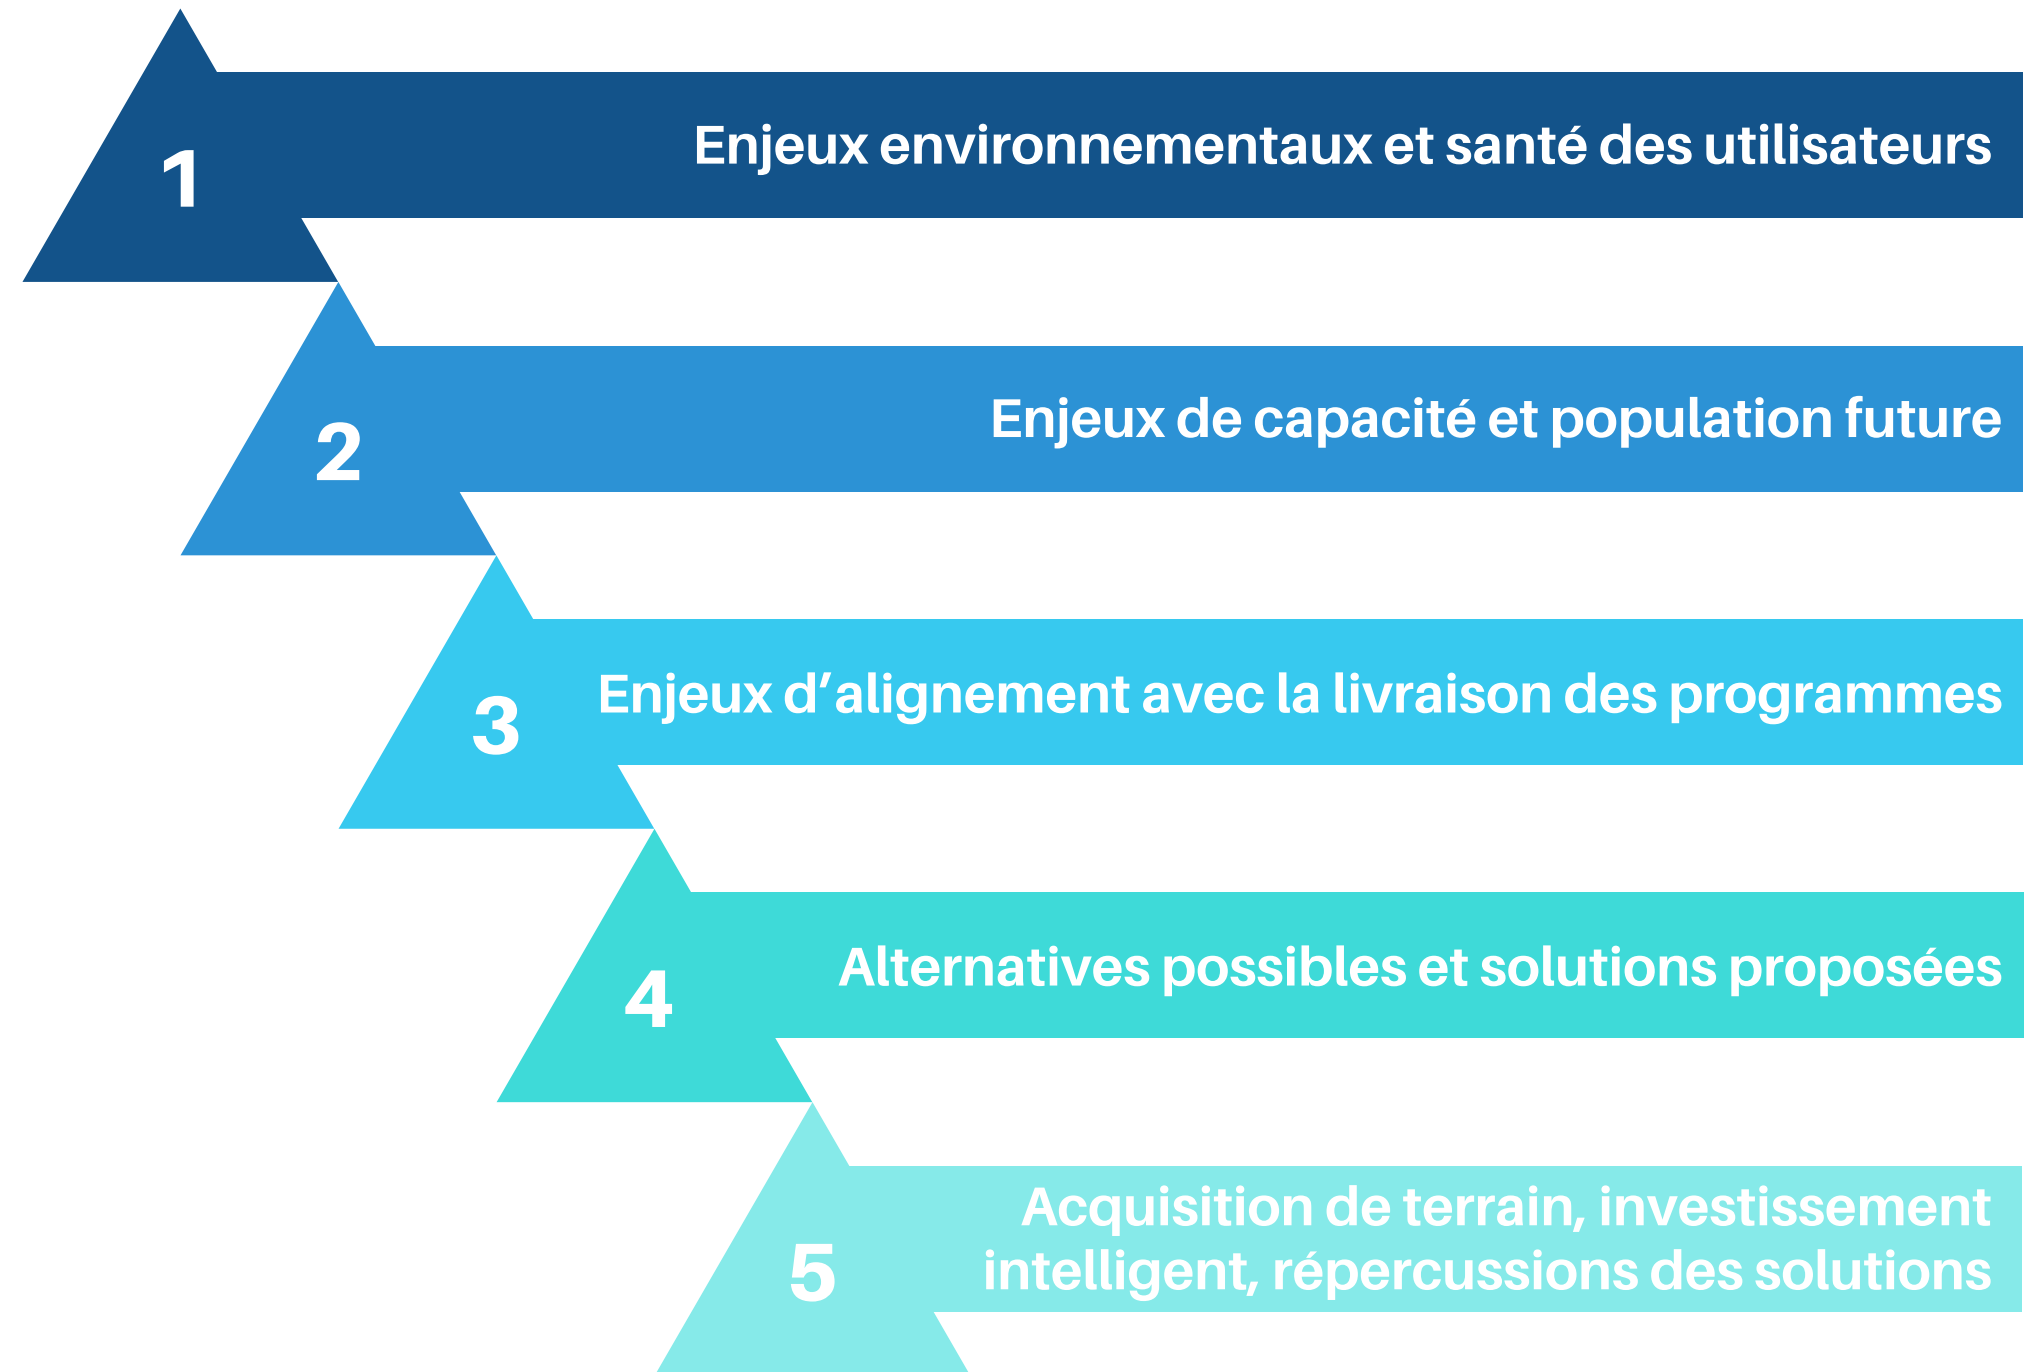 1
Enjeux environnementaux et santé des utilisateurs
2
Enjeux de capacité et population future
3
Enjeux d’alignement avec la livraison des programmes
4
Alternatives possibles et solutions proposées
5
Acquisition de terrain, investissement
intelligent, répercussions des solutions